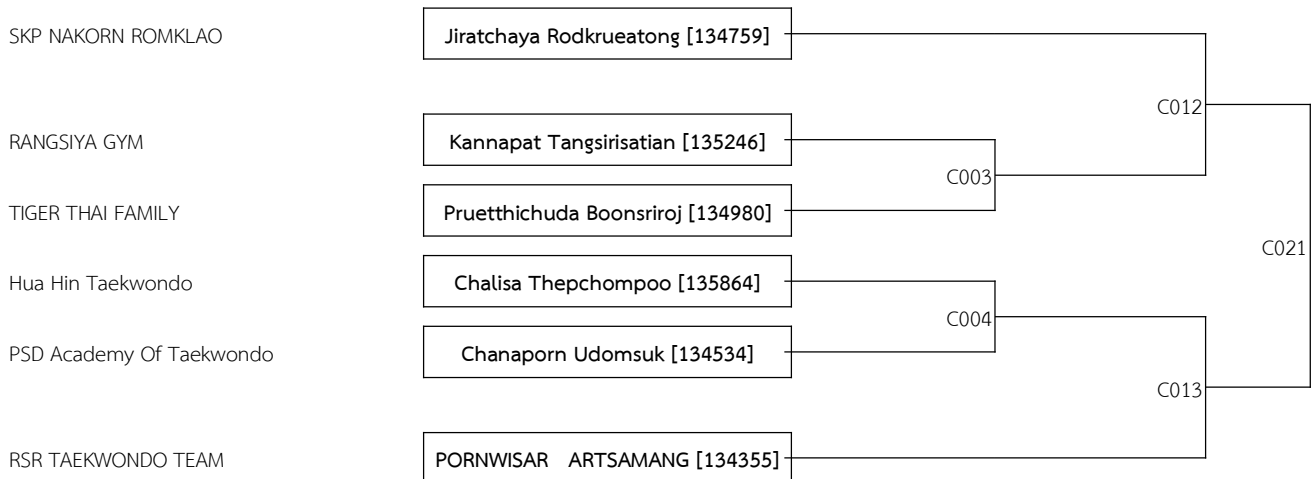 SKP NAKORN ROMKLAO Jiratchaya Rodkrueatong [134759]
C012
RANGSIYA GYM Kannapat Tangsirisatian [135246]
C003
TIGER THAI FAMILY Pruetthichuda Boonsriroj [134980]
C021
Hua Hin Taekwondo Chalisa Thepchompoo [135864]
C004
PSD Academy Of Taekwondo Chanaporn Udomsuk [134534]
C013
RSR TAEKWONDO TEAM PORNWISAR ARTSAMANG [134355]